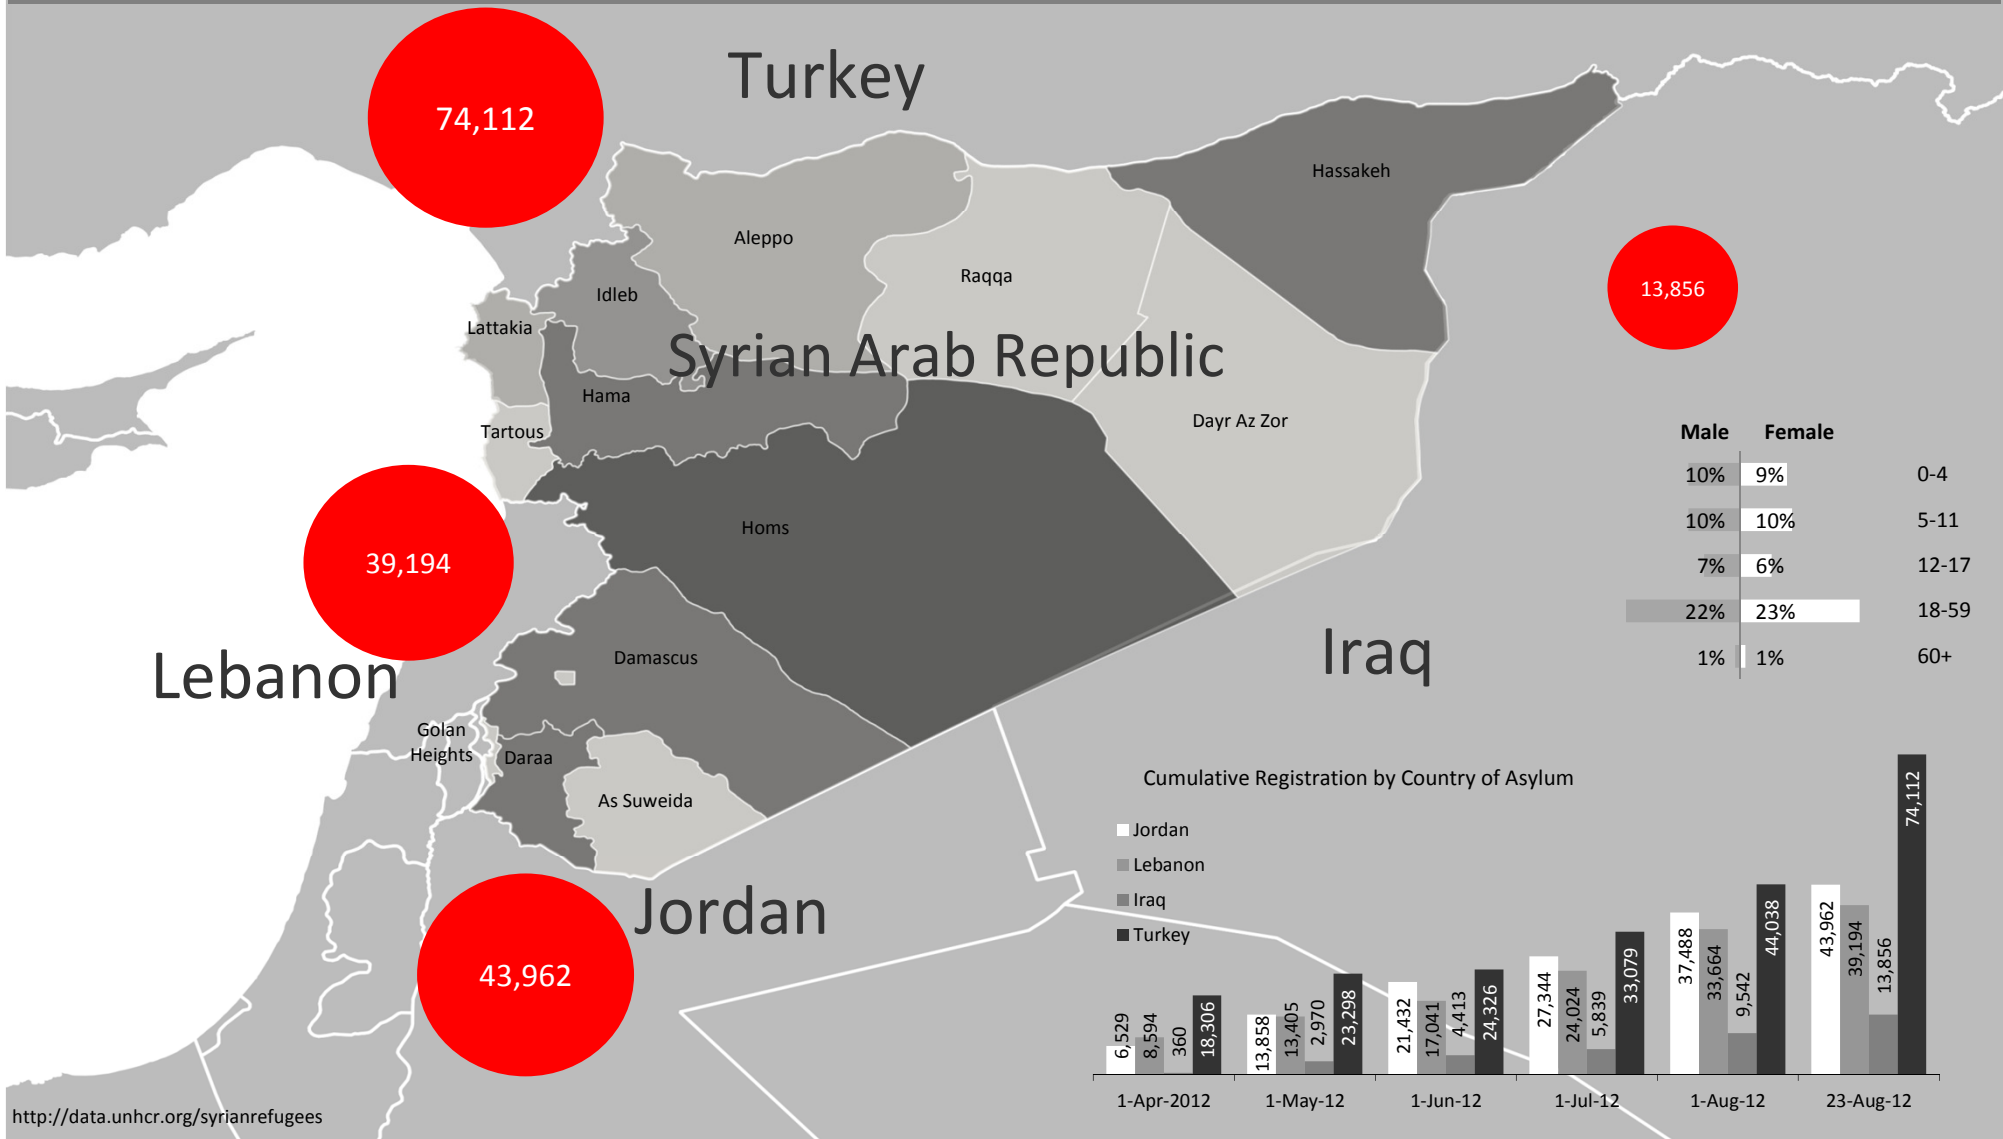 Turkey
74,112
Hassakeh
Aleppo
Raqqa
13,856
Idleb
Lattakia
Syrian Arab Republic
Hama
Tartous
Dayr Az Zor
Homs
39,194
Lebanon
Damascus
Iraq
Golan
Heights
Daraa
As Suweida
Jordan
43,962
Male Female
10% 9% 0-4
10% 10% 5-11
7% 6% 12-17
22% 23% 18-59
1% 1% 60+
Cumulative Registration by Country of Asylum
Jordan
Lebanon
Iraq
Turkey
6,529 8,594 360 18,306
13,858 13,405 2,970 23,298
21,432 17,041 4,413 24,326
27,344 24,024 5,839 33,079
37,488 33,664 9,542 44,038
43,962 39,194 13,856 74,112
1-Apr-2012 1-May-12 1-Jun-12 1-Jul-12 1-Aug-12 23-Aug-12
http://data.unhcr.org/syrianrefugees